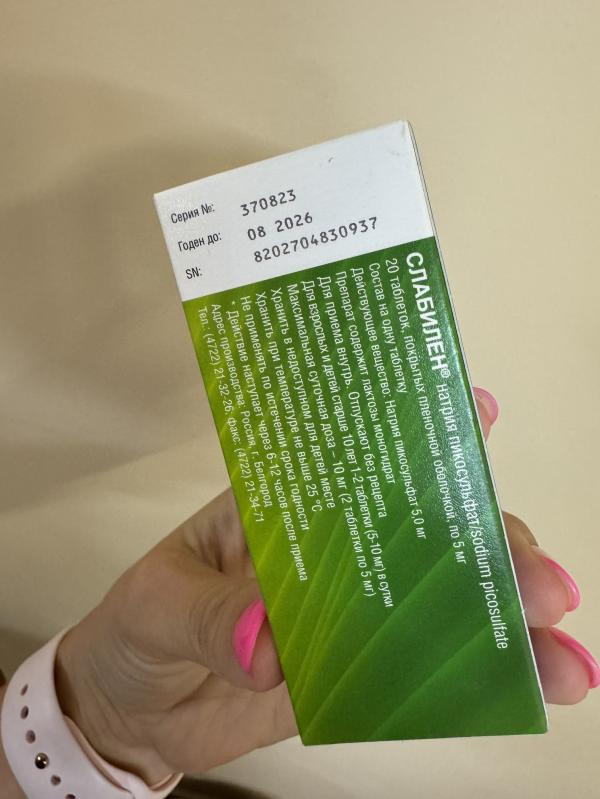 Серия №: 370823
Годен до: 08 2026
SN: 8202704830937
СЛАБИЛЕН® натрия пикосульфат/sodium picosulfate
20 таблеток, покрытых пленочной оболочкой, по 5 мг
Состав на одну таблетку
Действующее вещество: Натрия пикосульфат 5,0 мг
Препарат содержит лактозы моногидрат
Для приема внутрь. Отпускают без рецепта
Для взрослых и детей старше 10 лет 1-2 таблетки (5-10 мг) в сутки
Максимальная суточная доза – 10 мг (2 таблетки по 5 мг)
Хранить в недоступном для детей месте
Хранить при температуре не выше 25 °C
Не применять по истечении срока годности
* Действие наступает через 6-12 часов после приема
Адрес производства: Россия, г. Белгород
Тел.: (4722) 21-32-26, факс: (4722) 21-34-71